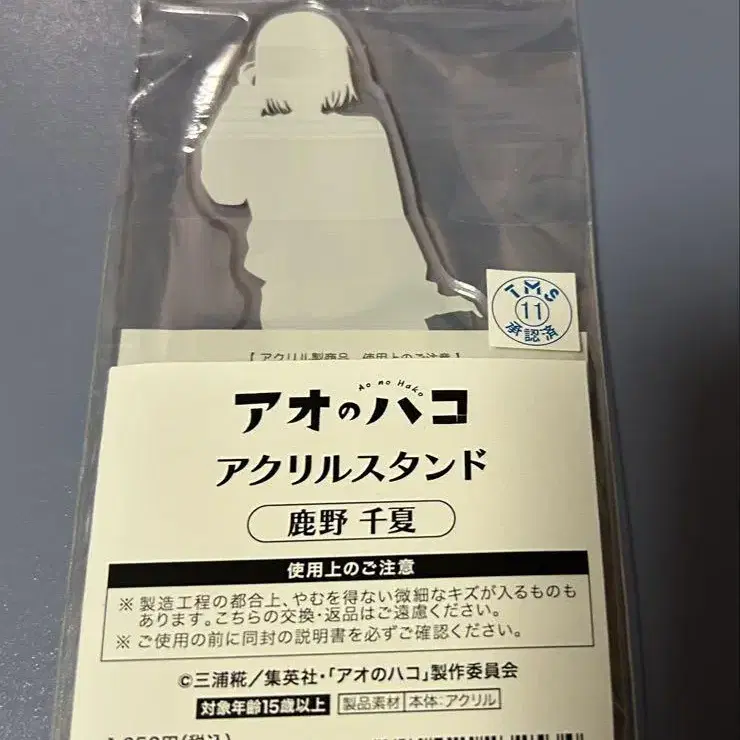 TMS
11
承認済
【 アクリル製商品 使用上のご注意 】
Ao no Hako
アオのハコ
アクリルスタンド
鹿野 千夏
使用上のご注意
※ 製造工程の都合上、やむを得ない微細なキズが入るものも
あります。こちらの交換・返品はご遠慮ください。
※ ご使用の前に同封の説明書を必ずご確認ください。
©三浦糀／集英社・「アオのハコ」製作委員会
対象年齢15歳以上 製品素材 本体：アクリル